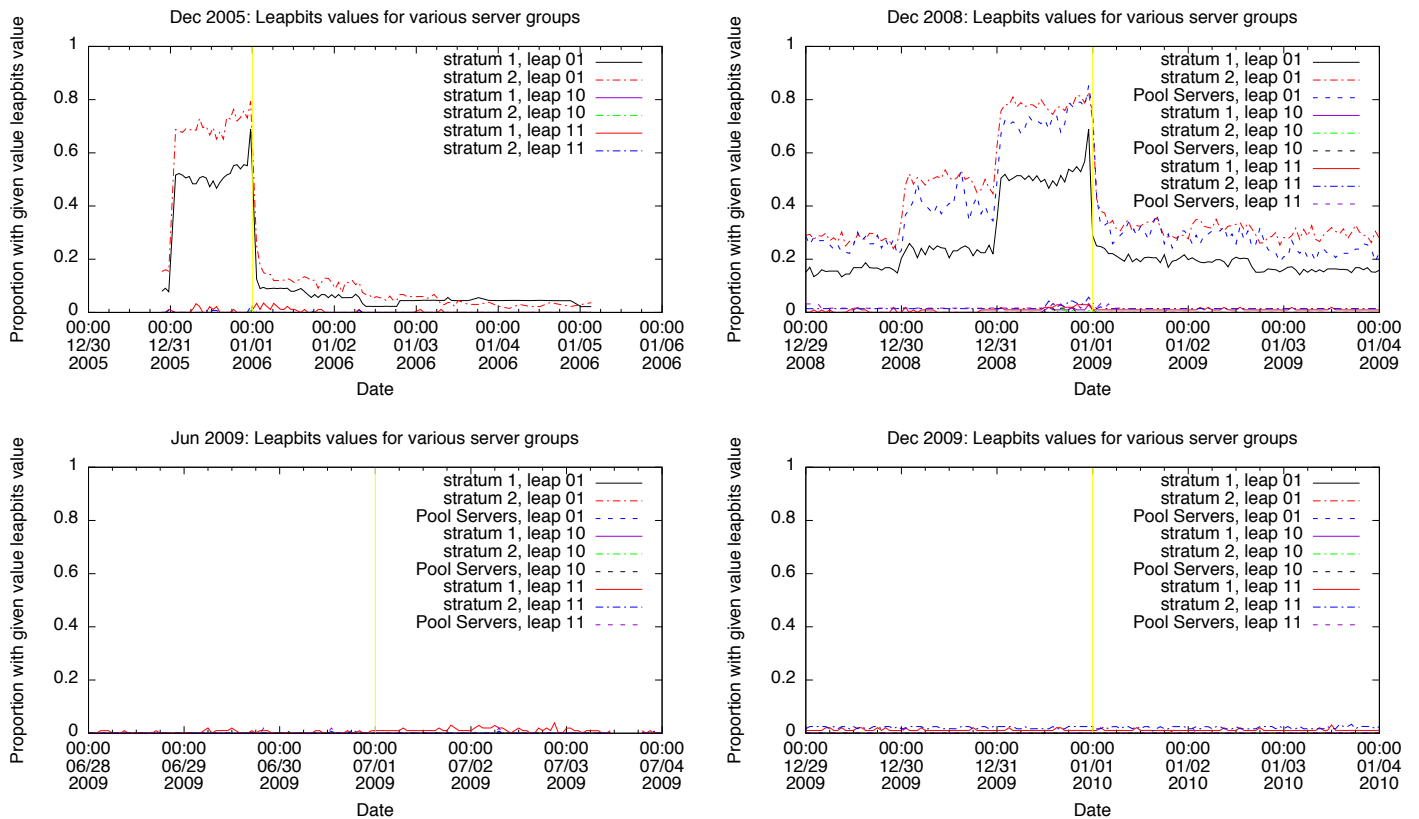 Dec 2005: Leapbits values for various server groups
Proportion with given value leapbits value
1
0.8
0.6
0.4
0.2
0
stratum 1, leap 01
stratum 2, leap 01
stratum 1, leap 10
stratum 2, leap 10
stratum 1, leap 11
stratum 2, leap 11
00:00 00:00 00:00 00:00 00:00 00:00 00:00 00:00
12/30 12/31 01/01 01/02 01/03 01/04 01/05 01/06
2005 2005 2006 2006 2006 2006 2006 2006
Date
Dec 2008: Leapbits values for various server groups
Proportion with given value leapbits value
1
0.8
0.6
0.4
0.2
0
stratum 1, leap 01
stratum 2, leap 01
Pool Servers, leap 01
stratum 1, leap 10
stratum 2, leap 10
Pool Servers, leap 10
stratum 1, leap 11
stratum 2, leap 11
Pool Servers, leap 11
00:00 00:00 00:00 00:00 00:00 00:00 00:00
12/29 12/30 12/31 01/01 01/02 01/03 01/04
2008 2008 2008 2009 2009 2009 2009
Date
Jun 2009: Leapbits values for various server groups
Proportion with given value leapbits value
1
0.8
0.6
0.4
0.2
0
stratum 1, leap 01
stratum 2, leap 01
Pool Servers, leap 01
stratum 1, leap 10
stratum 2, leap 10
Pool Servers, leap 10
stratum 1, leap 11
stratum 2, leap 11
Pool Servers, leap 11
00:00 00:00 00:00 00:00 00:00 00:00 00:00
06/28 06/29 06/30 07/01 07/02 07/03 07/04
2009 2009 2009 2009 2009 2009 2009
Date
Dec 2009: Leapbits values for various server groups
Proportion with given value leapbits value
1
0.8
0.6
0.4
0.2
0
stratum 1, leap 01
stratum 2, leap 01
Pool Servers, leap 01
stratum 1, leap 10
stratum 2, leap 10
Pool Servers, leap 10
stratum 1, leap 11
stratum 2, leap 11
Pool Servers, leap 11
00:00 00:00 00:00 00:00 00:00 00:00 00:00
12/29 12/30 12/31 01/01 01/02 01/03 01/04
2009 2009 2009 2010 2010 2010 2010
Date